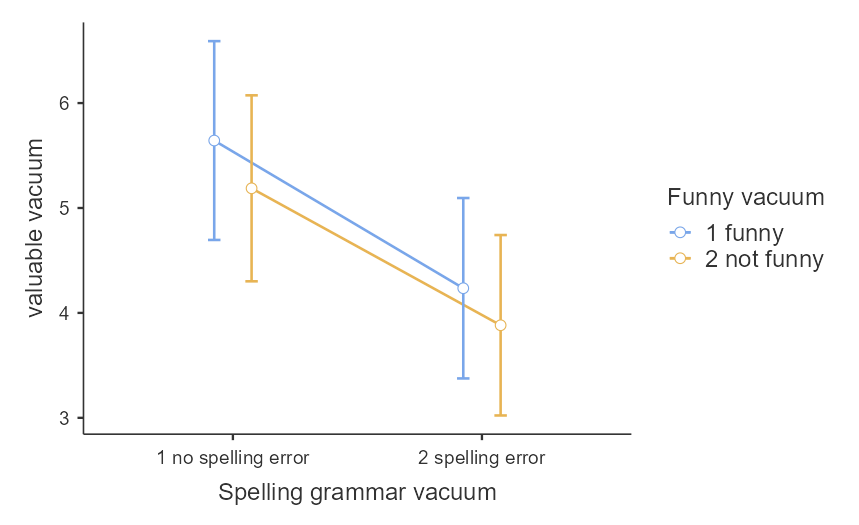 valuable vacuum
6
5
4
3
1 no spelling error
2 spelling error
Spelling grammar vacuum
Funny vacuum
1 funny
2 not funny